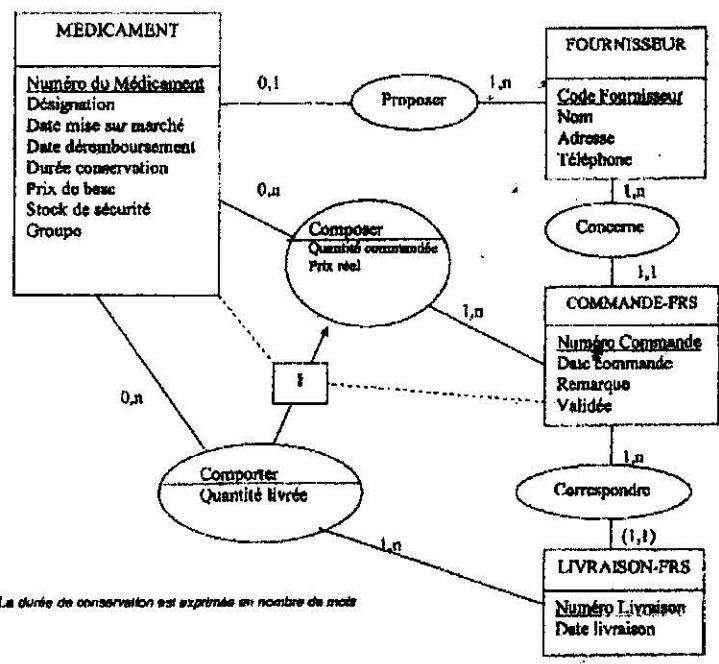 MEDICAMENT
Numéro du Médicament
Désignation
Date mise sur marché
Date déremboursement
Durée conservation
Prix de base
Stock de sécurité
Groupe
0,1
Proposer
1,n
FOURNISSEUR
Code Fournisseur
Nom
Adresse
Téléphone
0,n
Composer
Quantité commandée
Prix réel
1,n
Concerne
1,1
1,n
COMMANDE-FRS
Numéro Commande
Date commande
Remarque
Validée
I
0,n
Comporter
Quantité livrée
1,n
1,n
Correspondre
(1,1)
LIVRAISON-FRS
Numéro Livraison
Date livraison
La durée de conservation est exprimée en nombre de mois